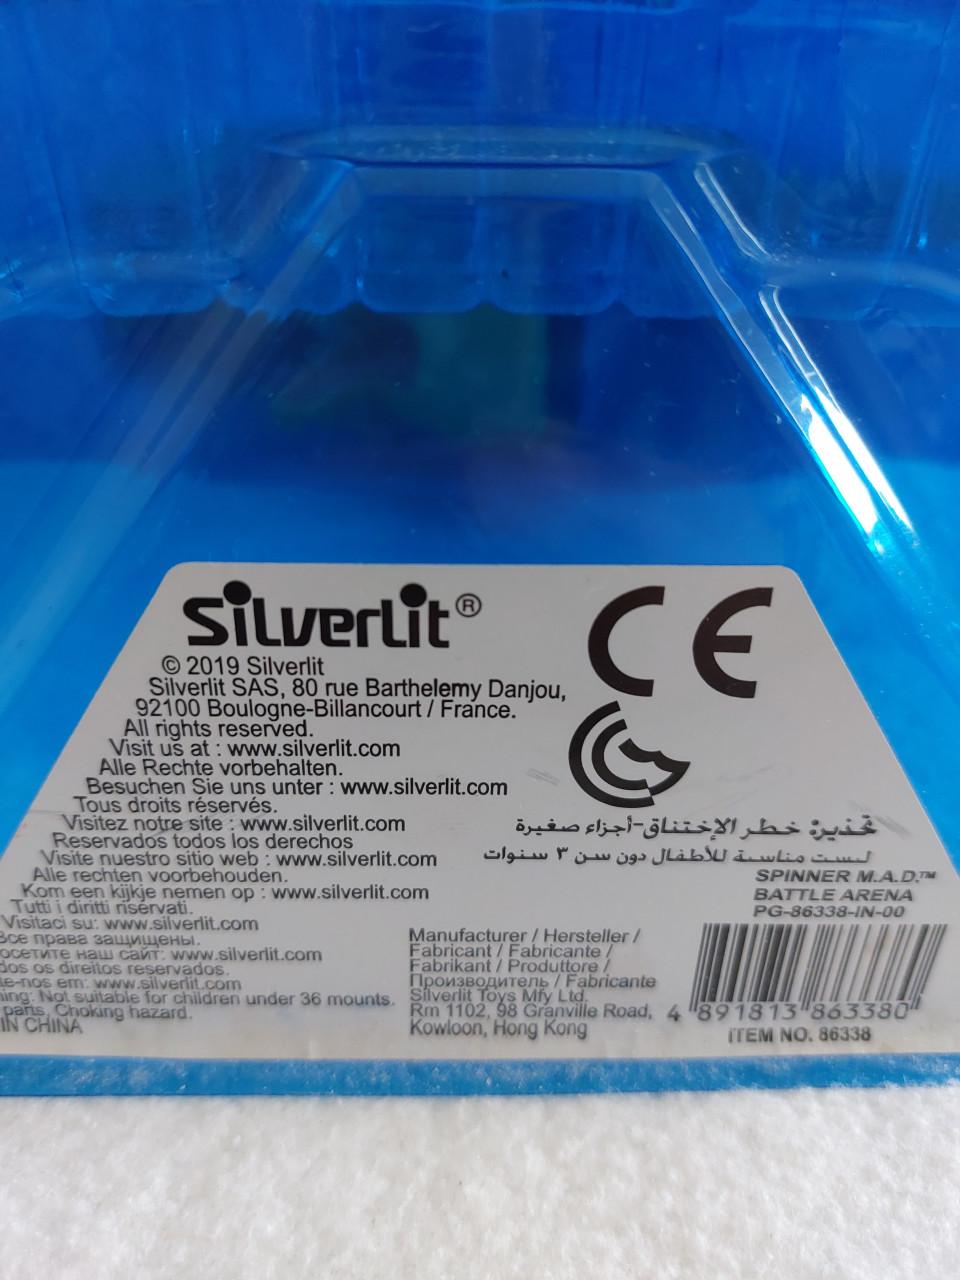 Silverlit®
© 2019 Silverlit
Silverlit SAS, 80 rue Barthelemy Danjou,
92100 Boulogne-Billancourt / France.
All rights reserved.
Visit us at : www.silverlit.com
Alle Rechte vorbehalten.
Besuchen Sie uns unter : www.silverlit.com
Tous droits réservés.
Visitez notre site : www.silverlit.com
Reservados todos los derechos
Visite nuestro sitio web : www.silverlit.com
Alle rechten voorbehouden.
Kom een kijkje nemen op : www.silverlit.com
Tutti i diritti riservati.
Visitaci su: www.silverlit.com
Все права защищены.
осетите наш сайт: www.silverlit.com
dos os direitos reservados.
te-nos em: www.silverlit.com
ing: Not suitable for children under 36 mounts.
parts, Choking hazard.
IN CHINA
CE
تحذير: خطر الإختناق-أجزاء صغيرة
ليست مناسبة للأطفال دون سن ٣ سنوات
SPINNER M.A.D.™
BATTLE ARENA
PG-86338-IN-00
Manufacturer / Hersteller /
Fabricant / Fabricante /
Fabrikant / Produttore /
Производитель / Fabricante
Silverlit Toys Mfy Ltd.
Rm 1102, 98 Granville Road,
Kowloon, Hong Kong
4 891813 863380
ITEM NO. 86338